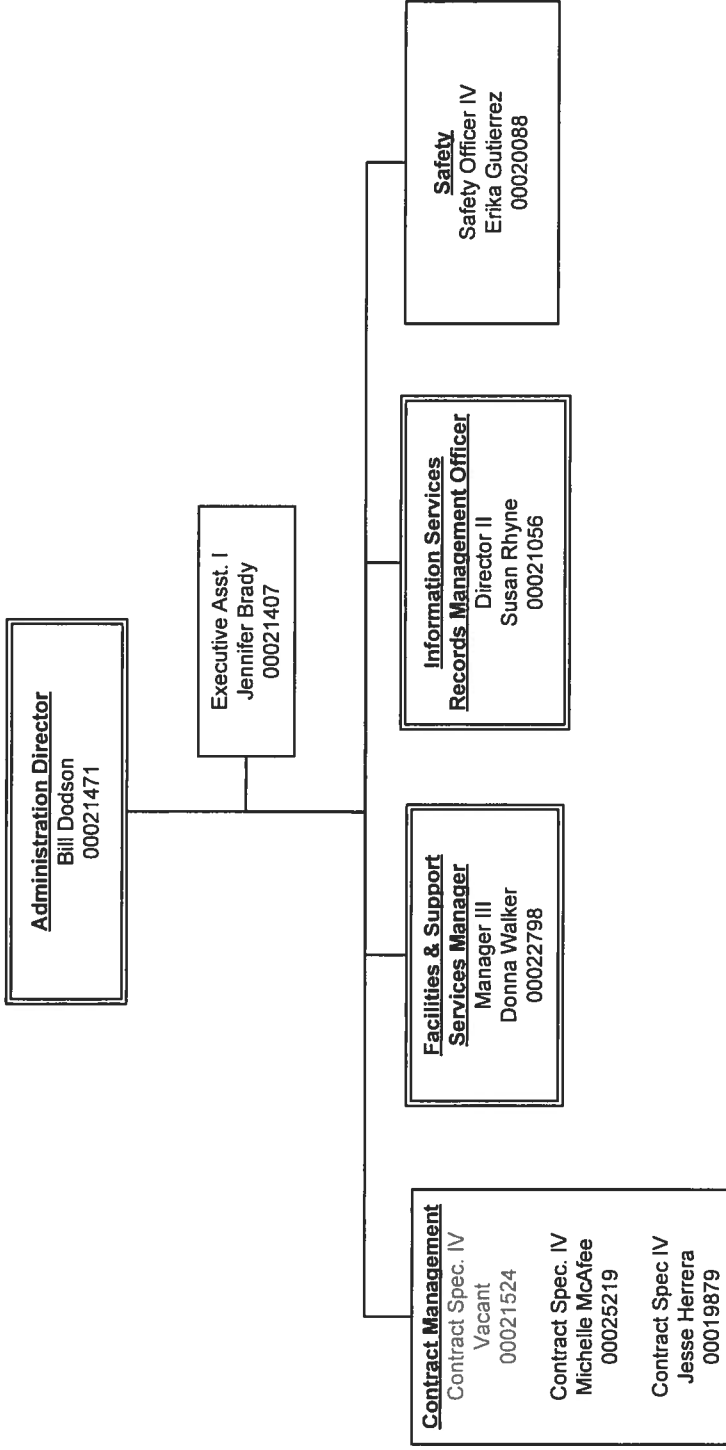 Administration Director
Bill Dodson
00021471
Executive Asst. I
Jennifer Brady
00021407
Contract Management
Contract Spec. IV
Vacant
00021524
Contract Spec. IV
Michelle McAfee
00025219
Contract Spec IV
Jesse Herrera
00019879
Facilities & Support
Services Manager
Manager III
Donna Walker
00022798
Information Services
Records Management Officer
Director II
Susan Rhyne
00021056
Safety
Safety Officer IV
Erika Gutierrez
00020088